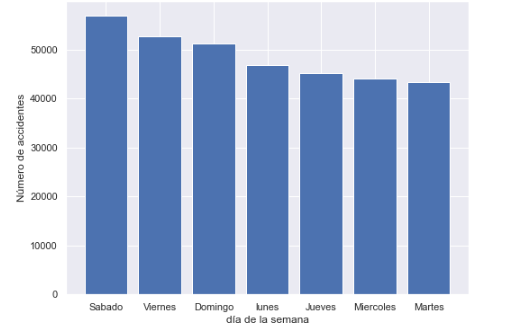 50000
40000
30000
20000
10000
0
Número de accidentes
Sabado Viernes Domingo lunes Jueves Miercoles Martes
día de la semana